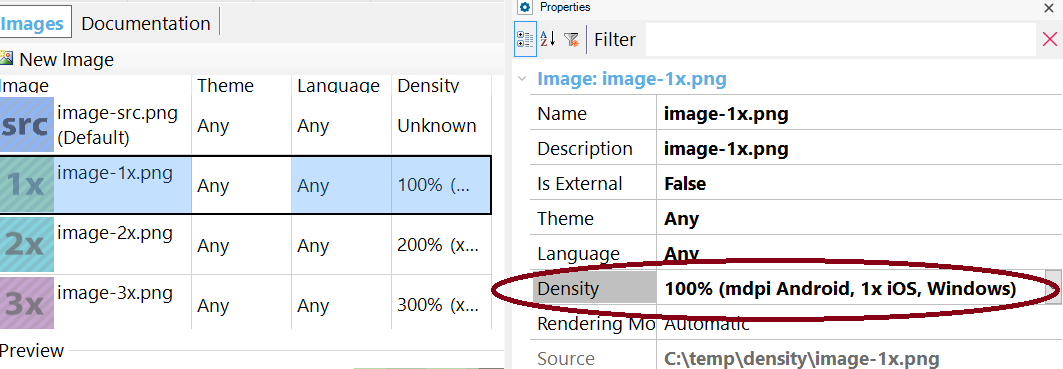 Images Documentation
New Image
Image Theme Language Density
src image-src.png (Default) Any Any Unknown
1x image-1x.png Any Any 100% (...
2x image-2x.png Any Any 200% (x...
3x image-3x.png Any Any 300% (x...
Preview
Properties
A Z Filter
Image: image-1x.png
Name image-1x.png
Description image-1x.png
Is External False
Theme Any
Language Any
Density 100% (mdpi Android, 1x iOS, Windows)
Rendering Mo Automatic
Source C:\temp\density\image-1x.png